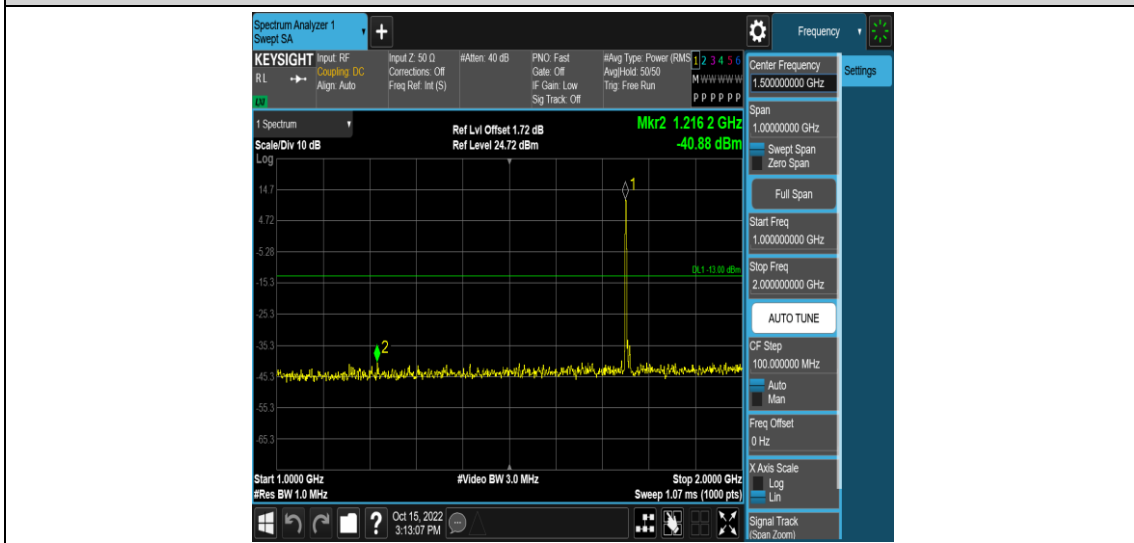 Spectrum Analyzer 1
Swept SA
+
Frequency
KEYSIGHT
RL
LXI
Input: RF
Coupling: DC
Align: Auto
Input Z: 50 Ω
Corrections: Off
Freq Ref: Int (S)
#Atten: 40 dB
PNO: Fast
Gate: Off
IF Gain: Low
Sig Track: Off
#Avg Type: Power (RMS
Avg|Hold: 50/50
Trig: Free Run
1 2 3 4 5 6
M W W W W W
P P P P P P
1 Spectrum
Scale/Div 10 dB
Log
Ref Lvl Offset 1.72 dB
Ref Level 24.72 dBm
Mkr2 1.216 2 GHz
-40.88 dBm
14.7
4.72
-5.28
-15.3
-25.3
-35.3
-45.3
-55.3
-65.3
1
DL1 -13.00 dBm
2
Start 1.0000 GHz
#Res BW 1.0 MHz
#Video BW 3.0 MHz
Stop 2.0000 GHz
Sweep 1.07 ms (1000 pts)
Center Frequency
1.500000000 GHz
Settings
Span
1.00000000 GHz
Swept Span
Zero Span
Full Span
Start Freq
1.000000000 GHz
Stop Freq
2.000000000 GHz
AUTO TUNE
CF Step
100.000000 MHz
Auto
Man
Freq Offset
0 Hz
X Axis Scale
Log
Lin
Signal Track
(Span Zoom)
?
Oct 15, 2022
3:13:07 PM